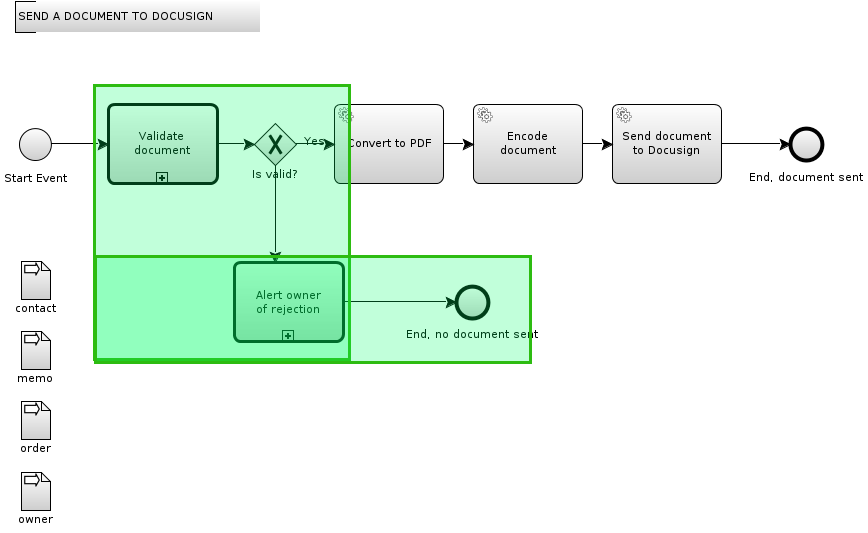 SEND A DOCUMENT TO DOCUSIGN
Validate
document
Yes
Convert to PDF
Encode
document
Send document
to Docusign
Start Event
Is valid?
End, document sent
Alert owner
of rejection
End, no document sent
contact
memo
order
owner